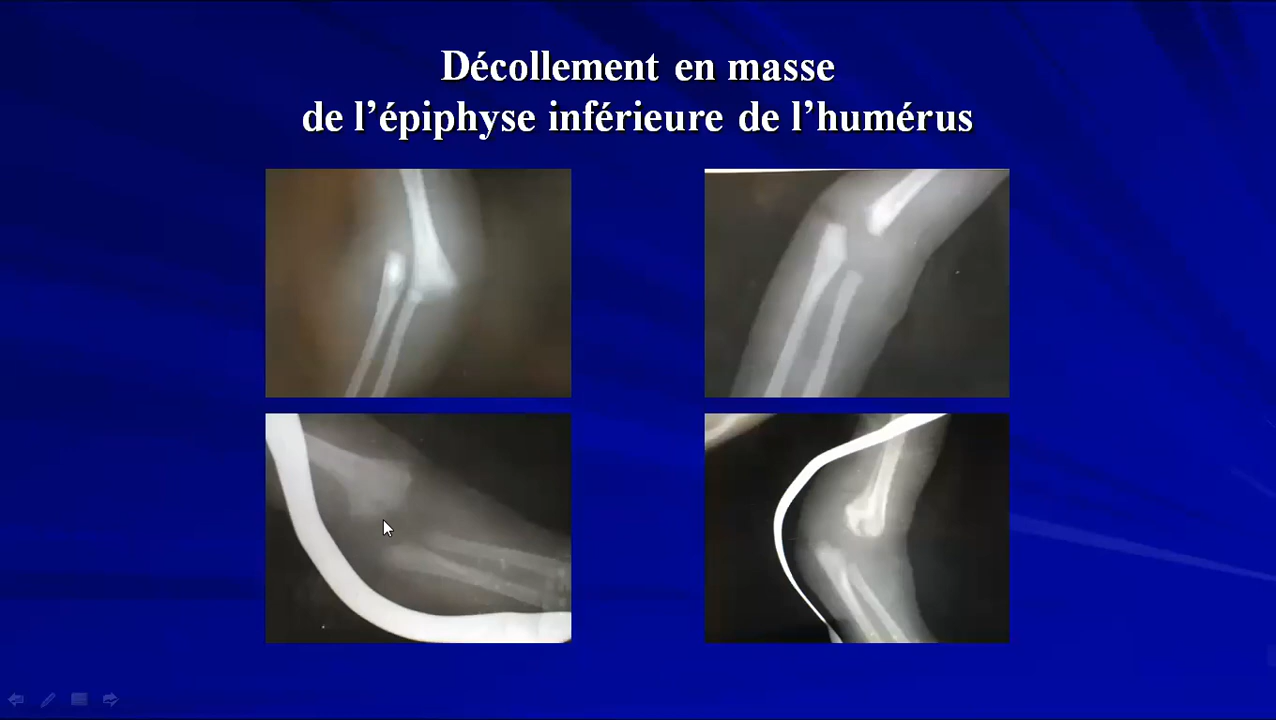 Décollement en masse
de l’épiphyse inférieure de l’humérus